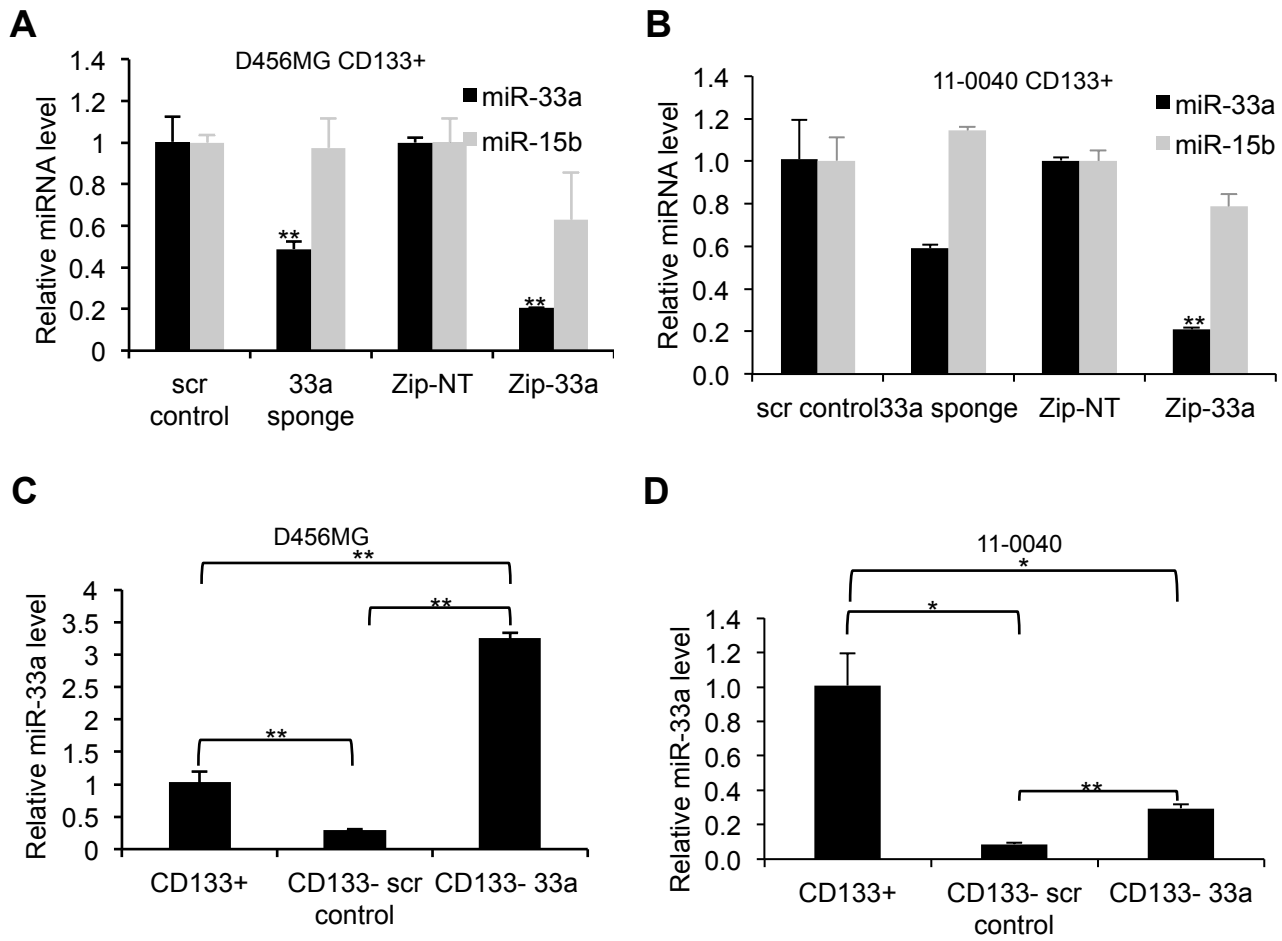 A
D456MG CD133+
miR-33a
miR-15b
Relative miRNA level
1.4
1.2
1
0.8
0.6
0.4
0.2
0
**
**
scr control
33a sponge
Zip-NT
Zip-33a
B
11-0040 CD133+
miR-33a
miR-15b
Relative miRNA level
1.4
1.2
1.0
0.8
0.6
0.4
0.2
0.0
**
scr control33a sponge
Zip-NT
Zip-33a
C
D456MG
**
**
**
Relative miR-33a level
4
3.5
3
2.5
2
1.5
1
0.5
0
CD133+
CD133- scr control
CD133- 33a
D
11-0040
*
*
**
Relative miR-33a level
1.4
1.2
1.0
0.8
0.6
0.4
0.2
0.0
CD133+
CD133- scr control
CD133- 33a